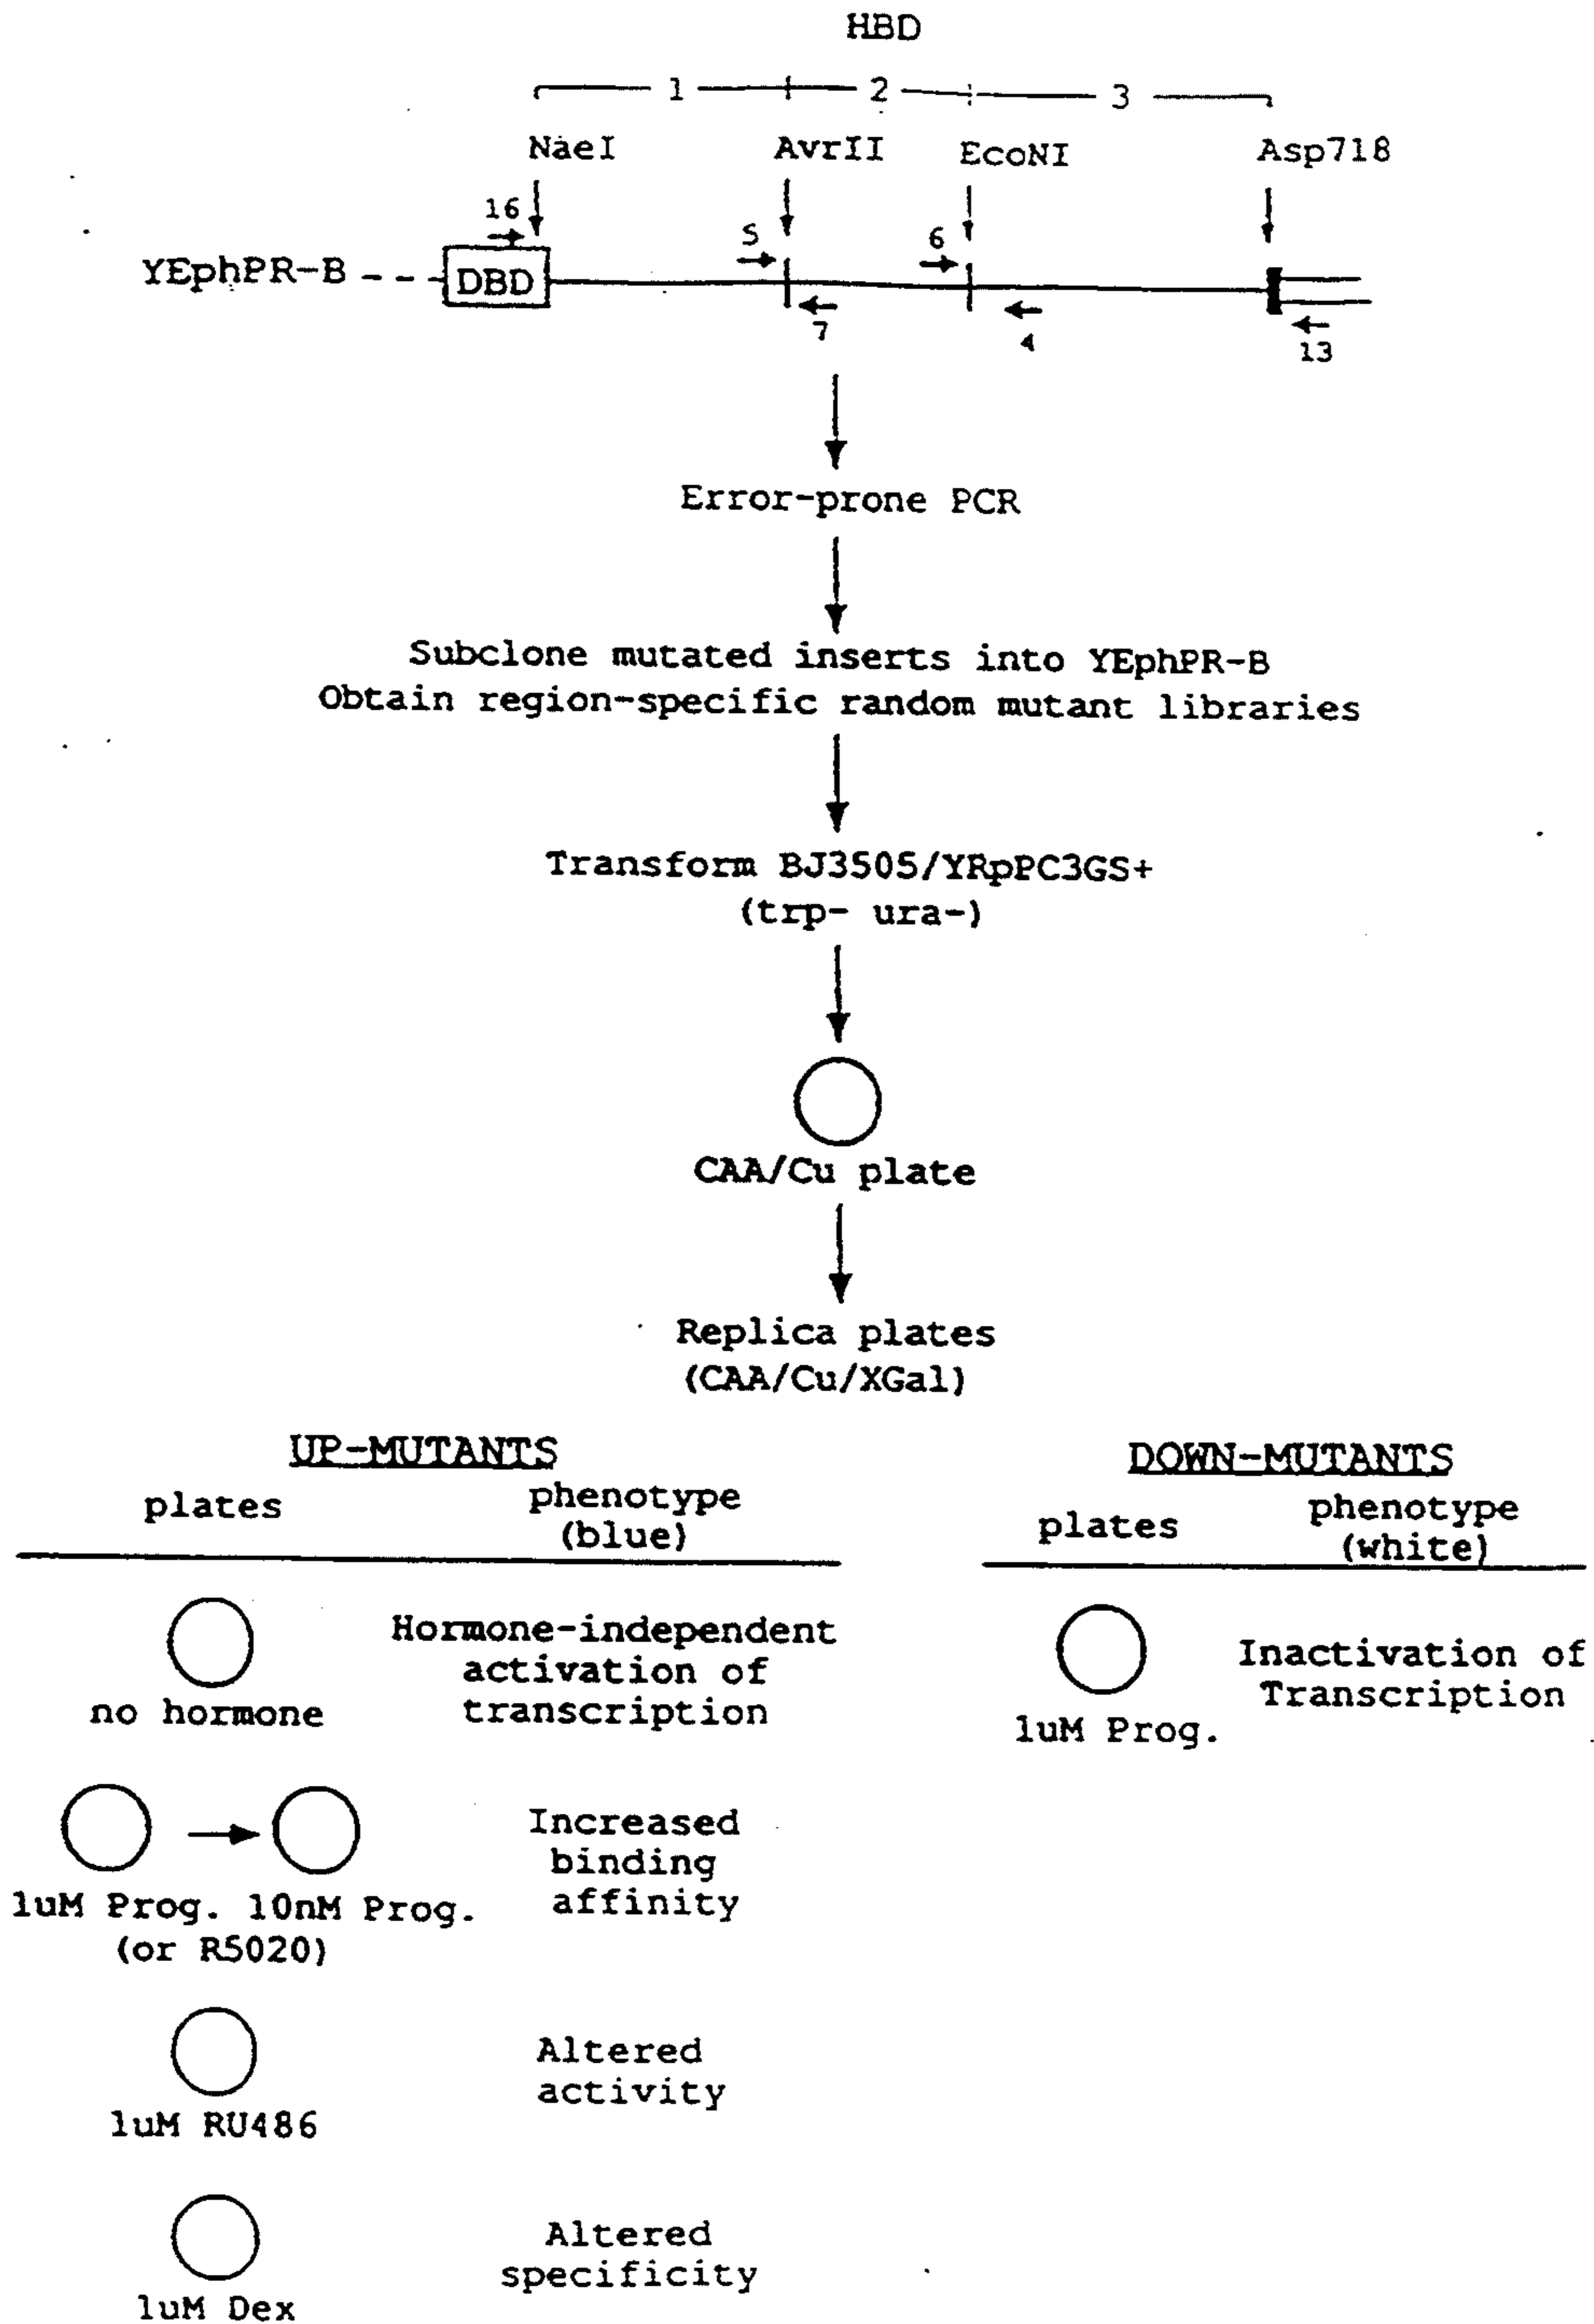 HBD
1 2 3
NaeI AvrII EcoNI Asp718
16 5 6
YEphPR-B DBD
7 4 13
Error-prone PCR
Subclone mutated inserts into YEphPR-B
Obtain region-specific random mutant libraries
Transform BJ3505/YRpPC3GS+
(trp- ura-)
CAA/Cu plate
Replica plates
(CAA/Cu/XGal)
UP-MUTANTS
plates phenotype
(blue)
Hormone-independent
activation of
transcription
no hormone
Increased
binding
affinity
1uM Prog. 10nM Prog.
(or R5020)
Altered
activity
1uM RU486
Altered
specificity
1uM Dex
DOWN-MUTANTS
plates phenotype
(white)
Inactivation of
Transcription
1uM Prog.